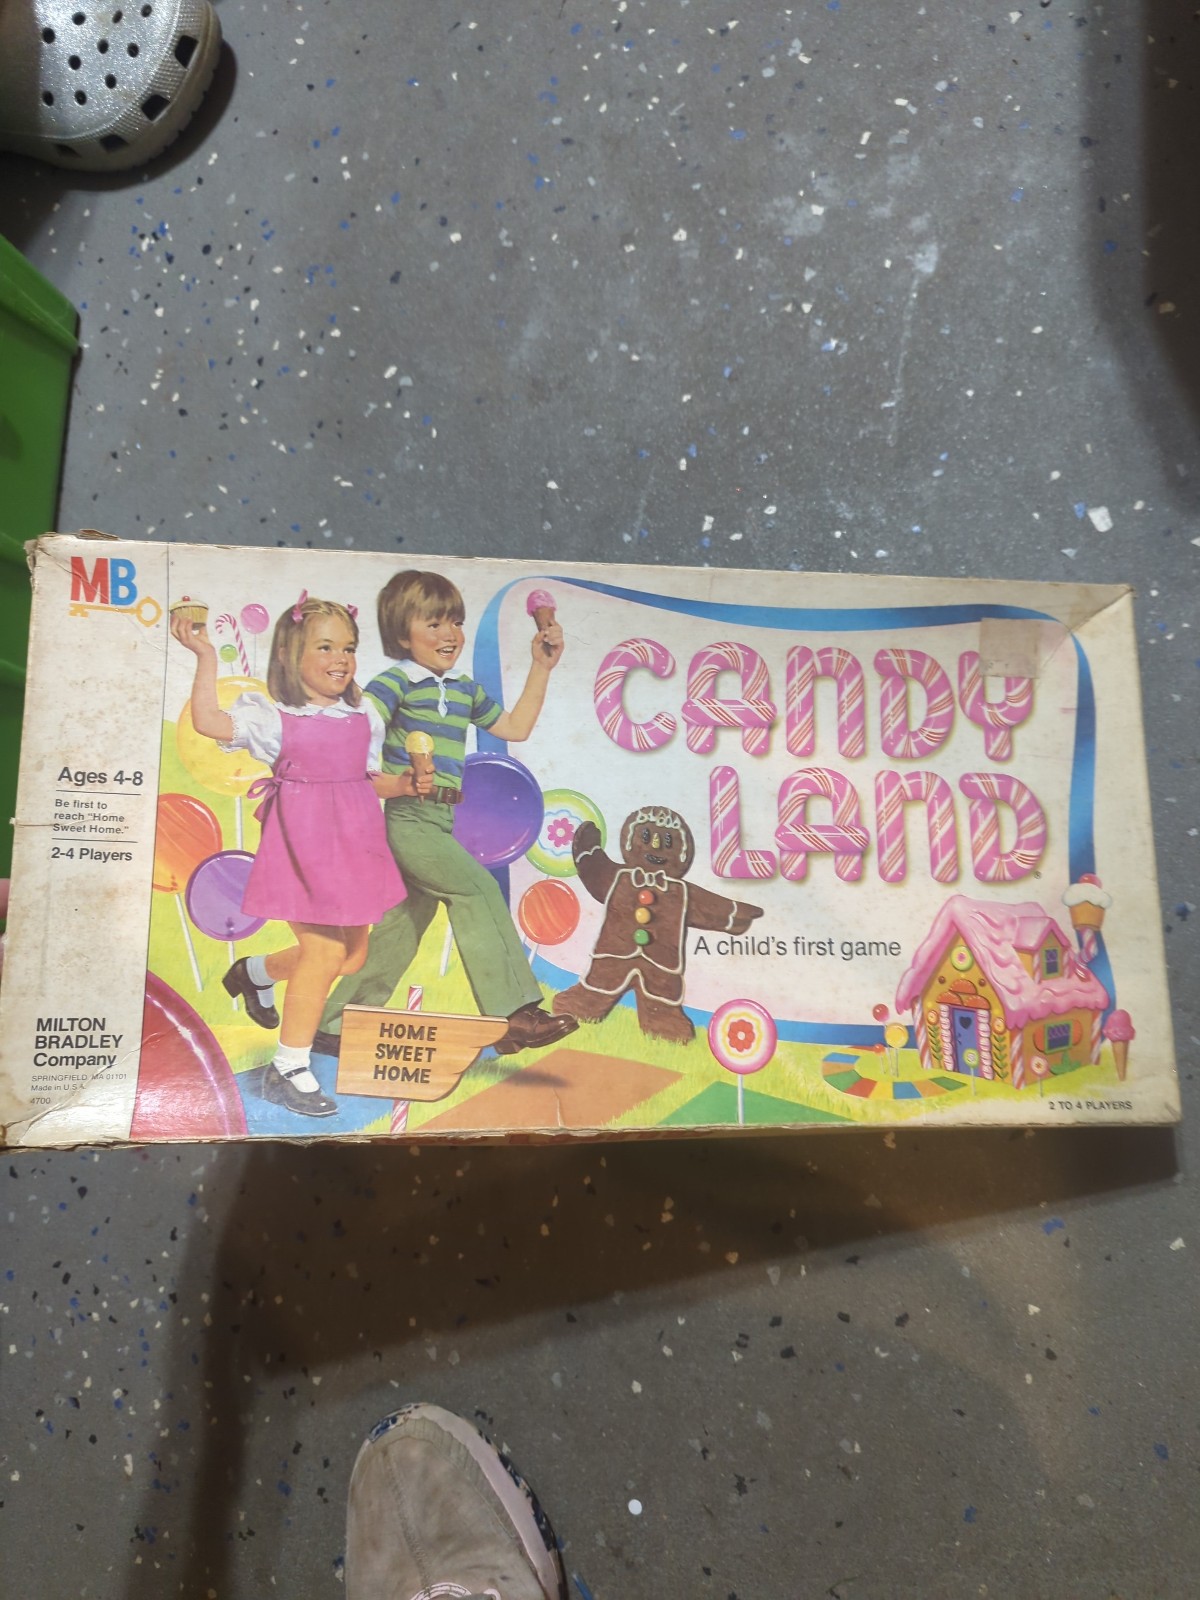 MB
Ages 4-8
Be first to
reach "Home
Sweet Home."
2-4 Players
MILTON
BRADLEY
Company
SPRINGFIELD, MA 01101
Made in U.S.A.
4700
CANDY
LAND®
A child's first game
HOME
SWEET
HOME
2 TO 4 PLAYERS